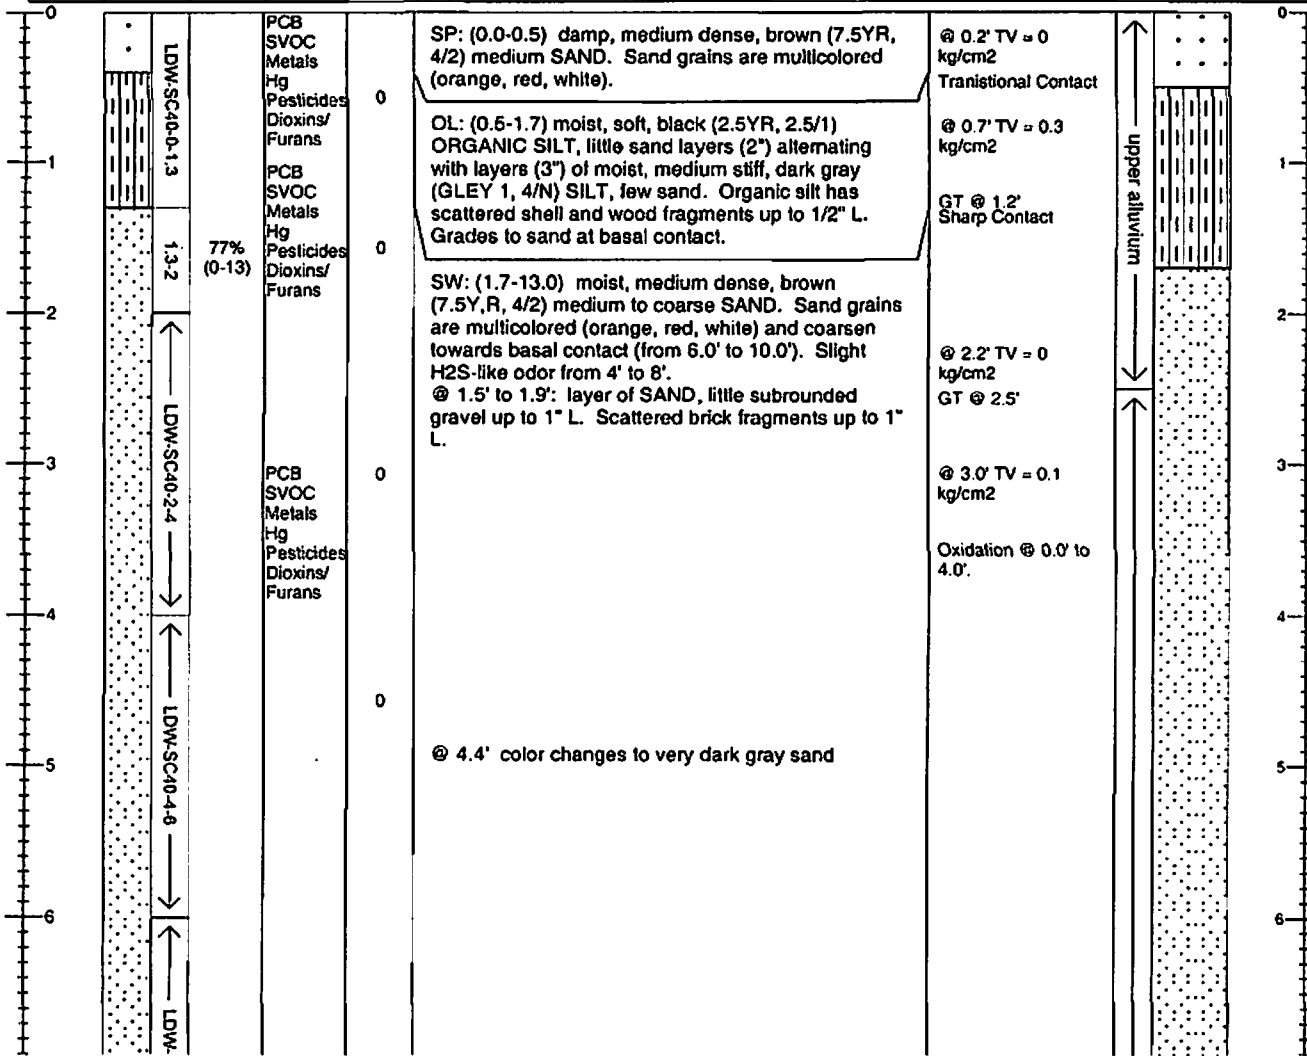 0
1
2
3
4
5
6
LDW-SC40-0-1.3
1.3-2
LDW-SC40-2-4
LDW-SC40-4-6
LDW-
77%
(0-13)
PCB
SVOC
Metals
Hg
Pesticides
Dioxins/
Furans
PCB
SVOC
Metals
Hg
Pesticides
Dioxins/
Furans
PCB
SVOC
Metals
Hg
Pesticides
Dioxins/
Furans
0
0
0
0
SP: (0.0-0.5) damp, medium dense, brown (7.5YR,
4/2) medium SAND. Sand grains are multicolored
(orange, red, white).
OL: (0.5-1.7) moist, soft, black (2.5YR, 2.5/1)
ORGANIC SILT, little sand layers (2") alternating
with layers (3") of moist, medium stiff, dark gray
(GLEY 1, 4/N) SILT, few sand. Organic silt has
scattered shell and wood fragments up to 1/2" L.
Grades to sand at basal contact.
SW: (1.7-13.0) moist, medium dense, brown
(7.5Y,R, 4/2) medium to coarse SAND. Sand grains
are multicolored (orange, red, white) and coarsen
towards basal contact (from 6.0' to 10.0'). Slight
H2S-like odor from 4' to 8'.
@ 1.5' to 1.9': layer of SAND, little subrounded
gravel up to 1" L. Scattered brick fragments up to 1"
L.
@ 4.4' color changes to very dark gray sand
@ 0.2' TV = 0
kg/cm2
Tranistional Contact
@ 0.7' TV = 0.3
kg/cm2
GT @ 1.2'
Sharp Contact
@ 2.2' TV = 0
kg/cm2
GT @ 2.5'
@ 3.0' TV = 0.1
kg/cm2
Oxidation @ 0.0' to
4.0'.
upper alluvium
0
1
2
3
4
5
6